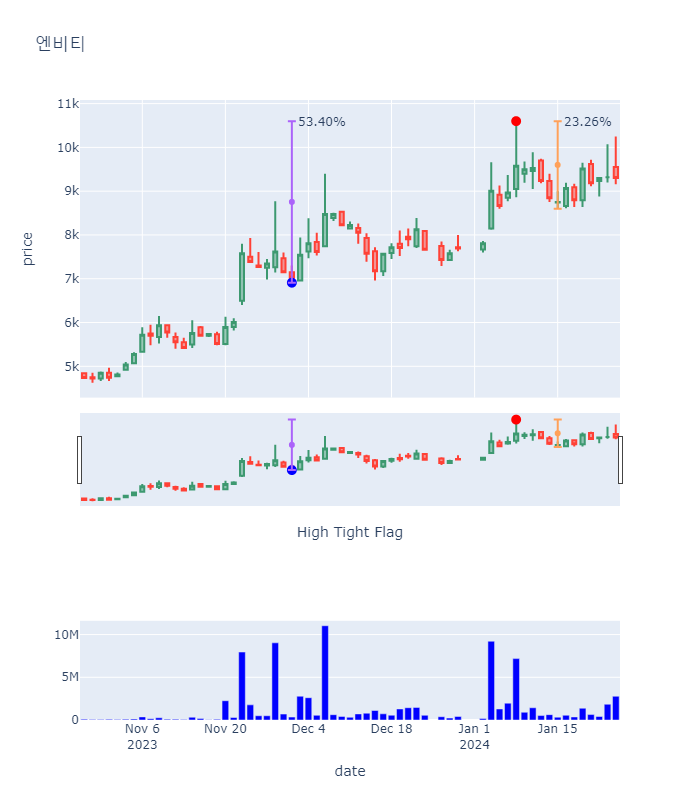 엔비티
11k
53.40%
23.26%
10k
9k
8k
price
7k
6k
5k
High Tight Flag
10M
5M
0
Nov 6
2023
Nov 20
Dec 4
Dec 18
Jan 1
2024
Jan 15
date